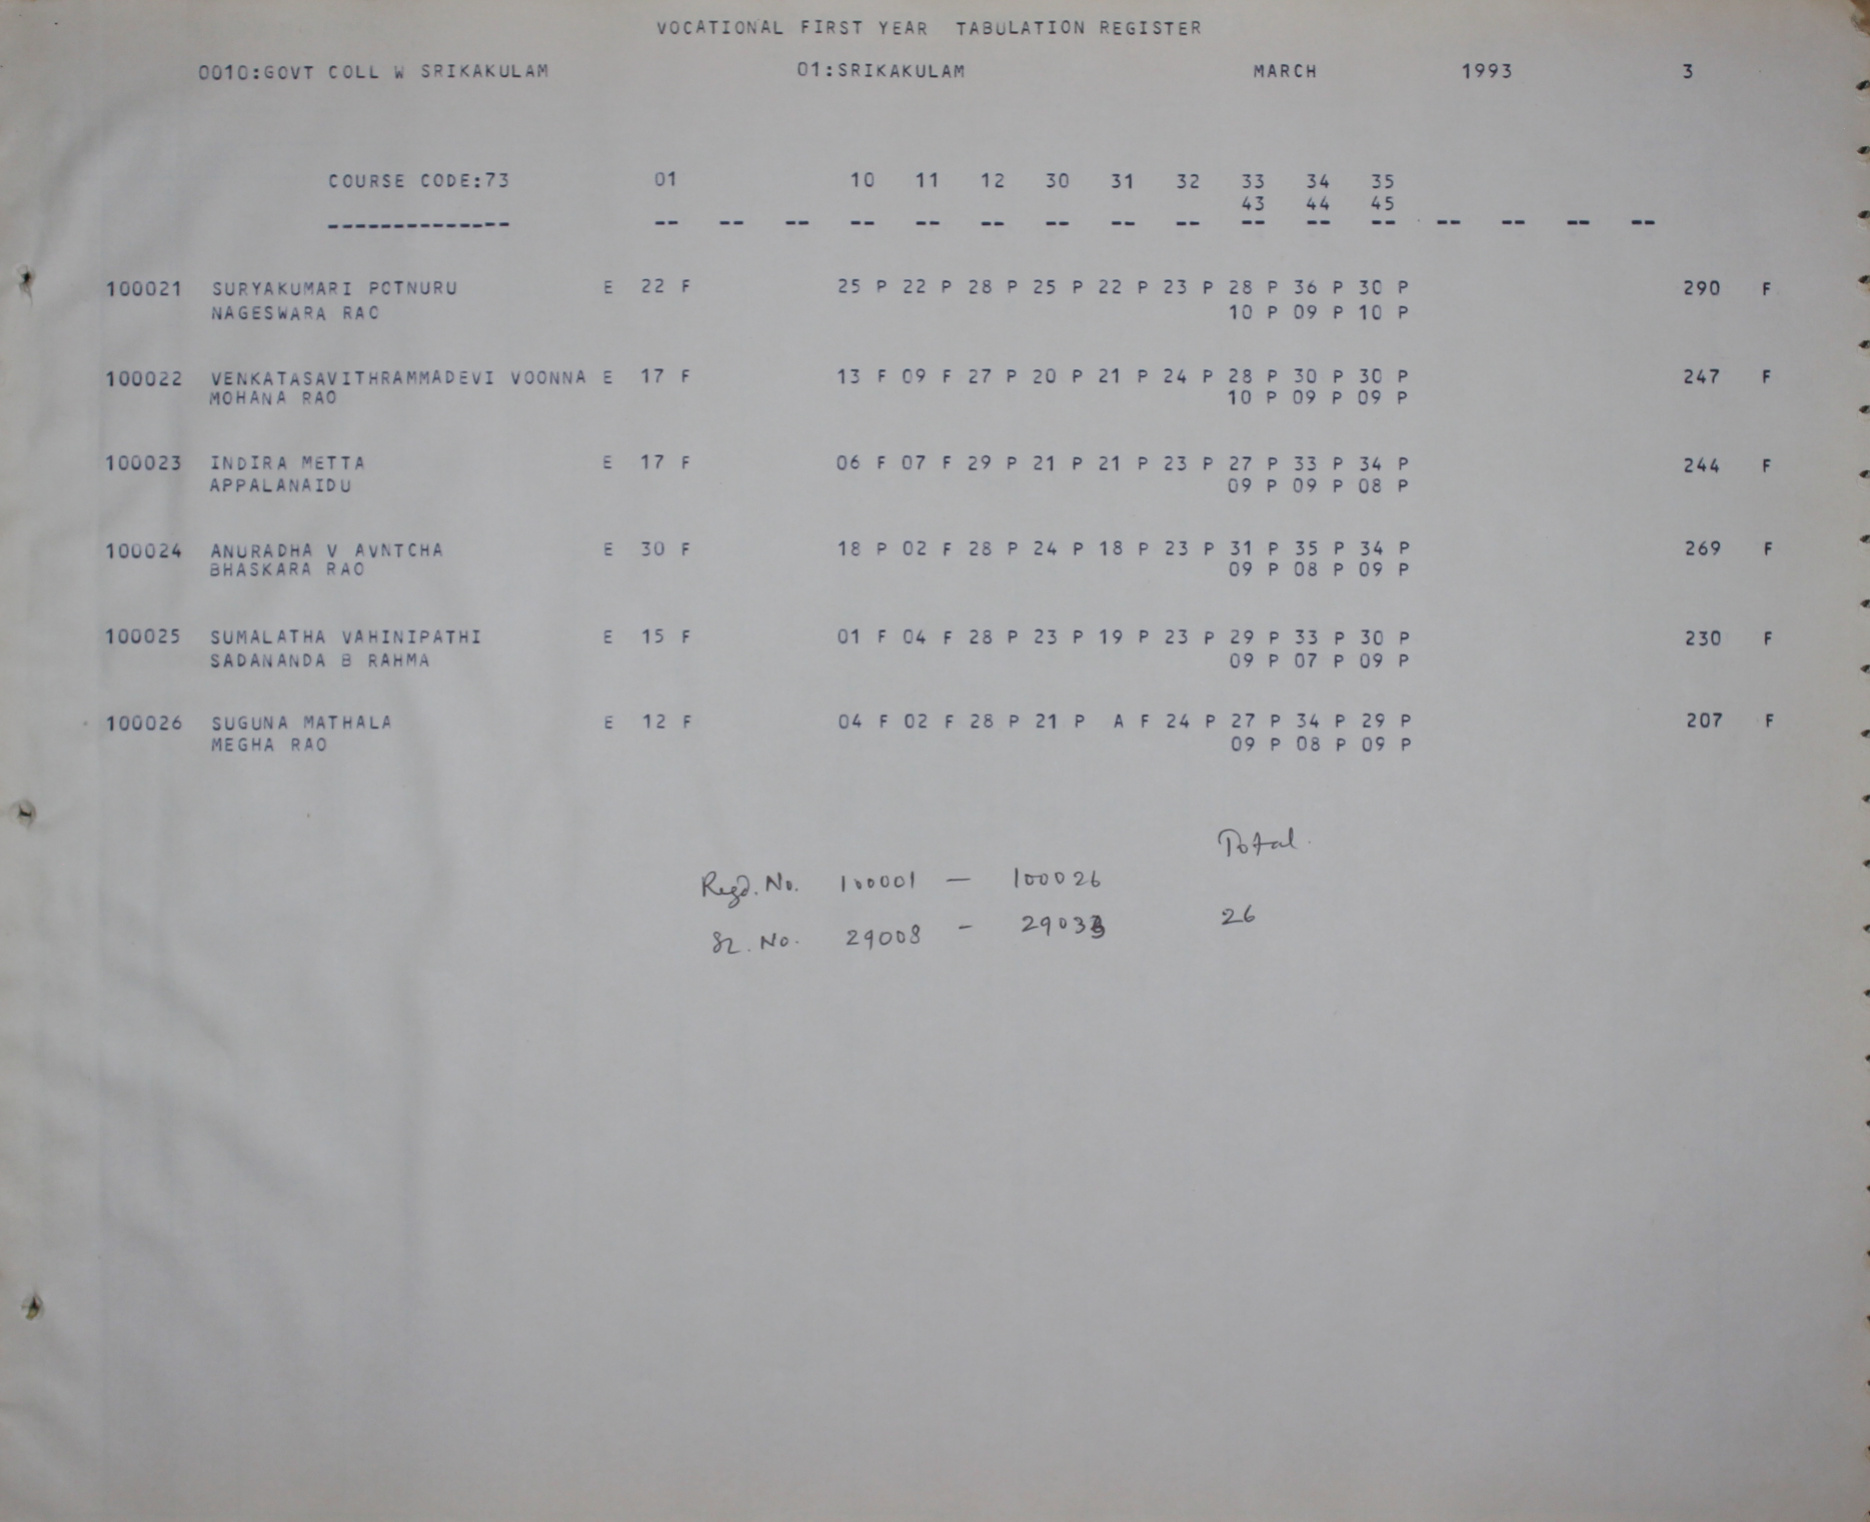 VOCATIONAL FIRST YEAR TABULATION REGISTER
0010:GOVT COLL W SRIKAKULAM 01:SRIKAKULAM MARCH 1993 3
COURSE CODE:73 01 10 11 12 30 31 32 33 34 35
43 44 45
-------------- -- -- -- -- -- -- -- -- -- -- -- -- -- -- -- --
100021 SURYAKUMARI POTNURU E 22 F 25 P 22 P 28 P 25 P 22 P 23 P 28 P 36 P 30 P 290 F
NAGESWARA RAO 10 P 09 P 10 P
100022 VENKATASAVITHRAMMADEVI VOONNA E 17 F 13 F 09 F 27 P 20 P 21 P 24 P 28 P 30 P 30 P 247 F
MOHANA RAO 10 P 09 P 09 P
100023 INDIRA METTA E 17 F 06 F 07 F 29 P 21 P 21 P 23 P 27 P 33 P 34 P 244 F
APPALANAIDU 09 P 09 P 08 P
100024 ANURADHA V AVNTCHA E 30 F 18 P 02 F 28 P 24 P 18 P 23 P 31 P 35 P 34 P 269 F
BHASKARA RAO 09 P 08 P 09 P
100025 SUMALATHA VAHINIPATHI E 15 F 01 F 04 F 28 P 23 P 19 P 23 P 29 P 33 P 30 P 230 F
SADANANDA B RAHMA 09 P 07 P 09 P
100026 SUGUNA MATHALA E 12 F 04 F 02 F 28 P 21 P A F 24 P 27 P 34 P 29 P 207 F
MEGHA RAO 09 P 08 P 09 P
Total.
Regd. No. 100001 — 100026
Sl. No. 29008 - 29033 26